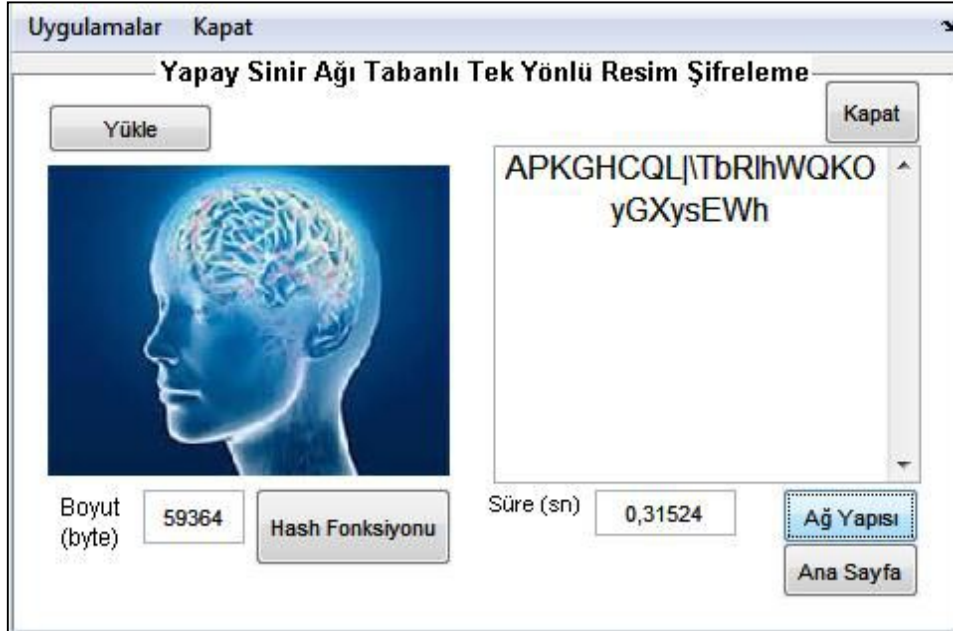 Uygulamalar Kapat
Yapay Sinir Ağı Tabanlı Tek Yönlü Resim Şifreleme
Yükle
Kapat
APKGHCQL|\TbRIhWQKO
yGXysEWh
Boyut
(byte)
59364
Hash Fonksiyonu
Süre (sn)
0,31524
Ağ Yapısı
Ana Sayfa